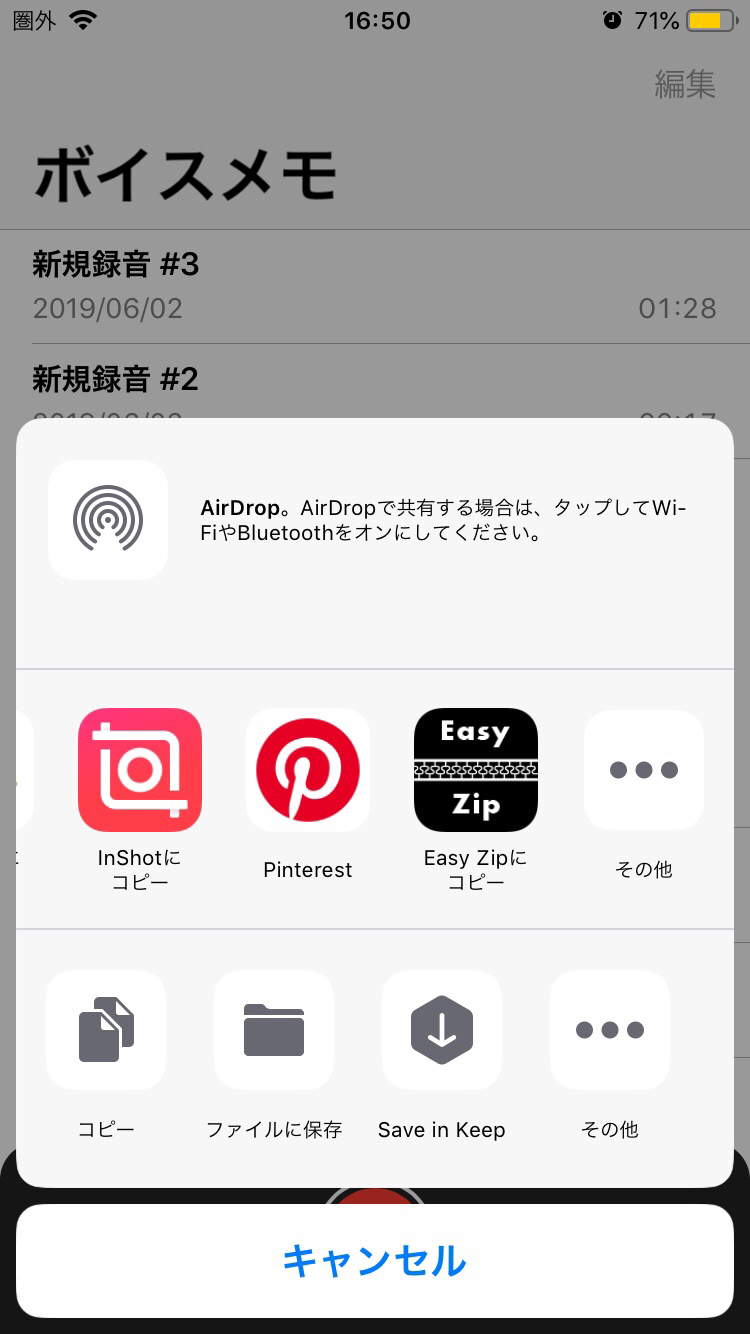 圏外 16:50 71%
編集
ボイスメモ
新規録音 #3
2019/06/02 01:28
新規録音 #2
AirDrop。AirDropで共有する場合は、タップしてWi-
FiやBluetoothをオンにしてください。
Easy
Zip
InShotに
コピー
Pinterest
Easy Zipに
コピー
その他
コピー
ファイルに保存
Save in Keep
その他
キャンセル